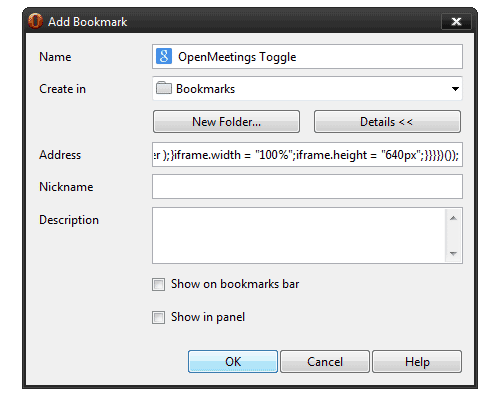 Add Bookmark
Name
OpenMeetings Toggle
Create in
Bookmarks
New Folder...
Details <<
Address
er );}iframe.width = "100%";iframe.height = "640px";}}}})());
Nickname
Description
Show on bookmarks bar
Show in panel
OK
Cancel
Help